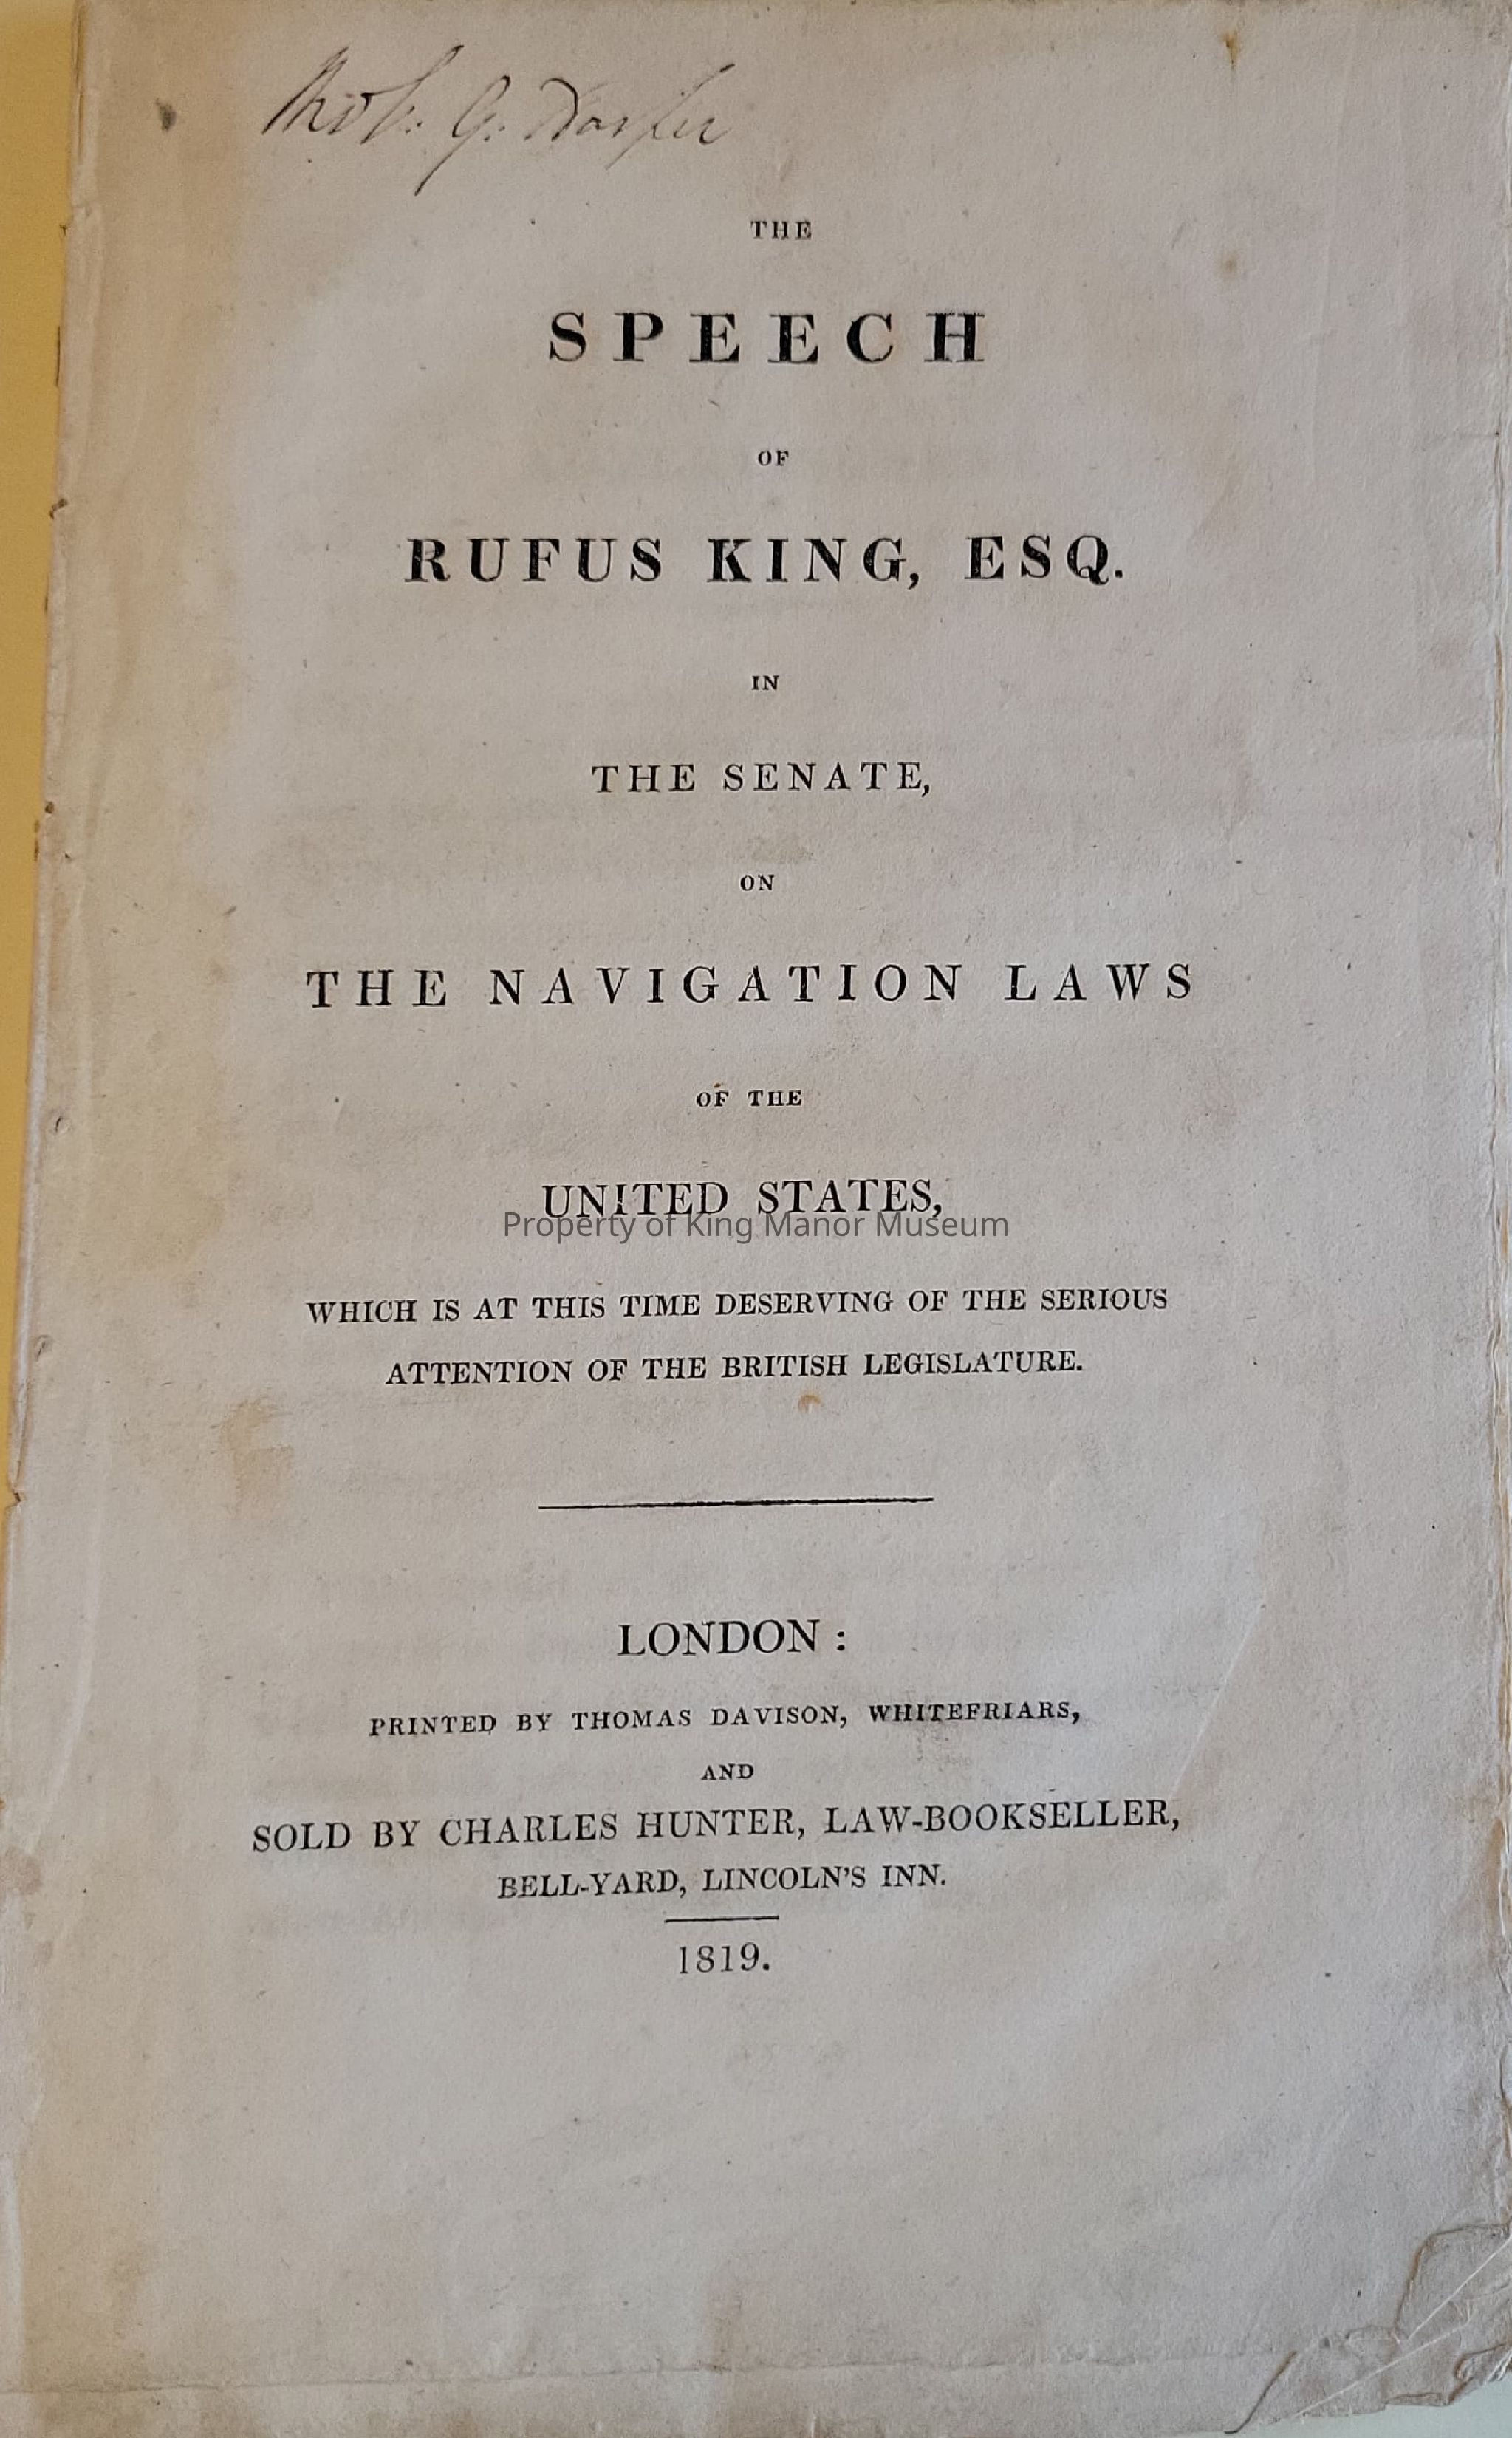 G.
THE
SPEECH
OF
RUFUS KING, ESQ.
IN
THE SENATE,
ON
THE NAVIGATION LAWS
OF THE
UNITED STATES,
Property of King Manor Museum
WHICH IS AT THIS TIME DESERVING OF THE SERIOUS
ATTENTION OF THE BRITISH LEGISLATURE.
LONDON :
PRINTED BY THOMAS DAVISON, WHITEFRIARS,
AND
SOLD BY CHARLES HUNTER, LAW-BOOKSELLER,
BELL-YARD, LINCOLN'S INN.
1819.